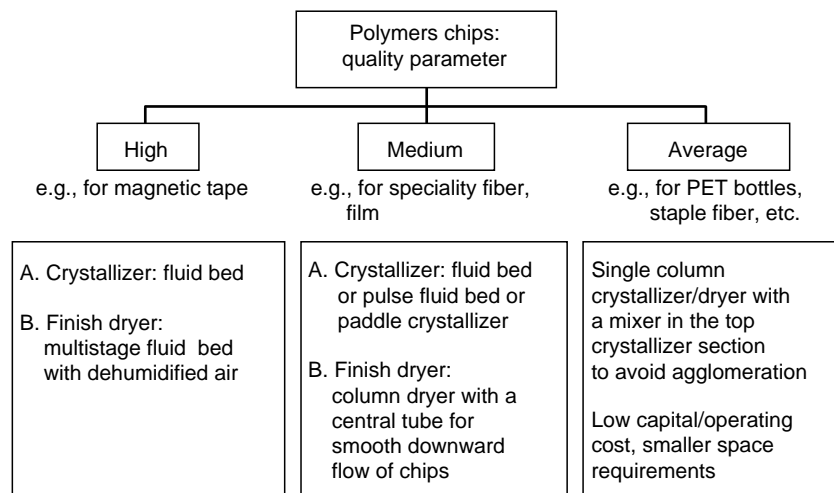 Polymers chips:
quality parameter
High
Medium
Average
e.g., for magnetic tape
e.g., for speciality fiber,
film
e.g., for PET bottles,
staple fiber, etc.
A. Crystallizer: fluid bed
B. Finish dryer:
multistage fluid bed
with dehumidified air
A. Crystallizer: fluid bed
or pulse fluid bed or
paddle crystallizer
B. Finish dryer:
column dryer with a
central tube for
smooth downward
flow of chips
Single column
crystallizer/dryer with
a mixer in the top
crystallizer section
to avoid agglomeration
Low capital/operating
cost, smaller space
requirements